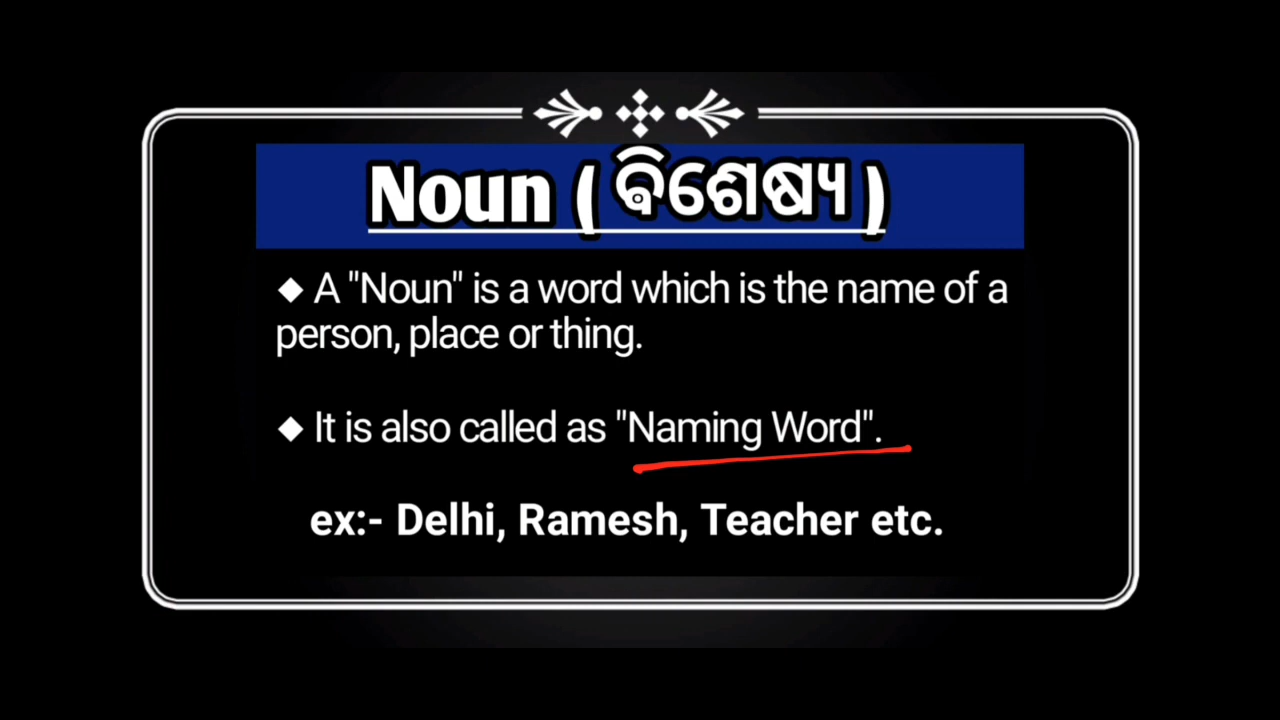 Noun ( ବିଶେଷ୍ୟ )
◆ A "Noun" is a word which is the name of a
person, place or thing.
◆ It is also called as "Naming Word".
ex:- Delhi, Ramesh, Teacher etc.